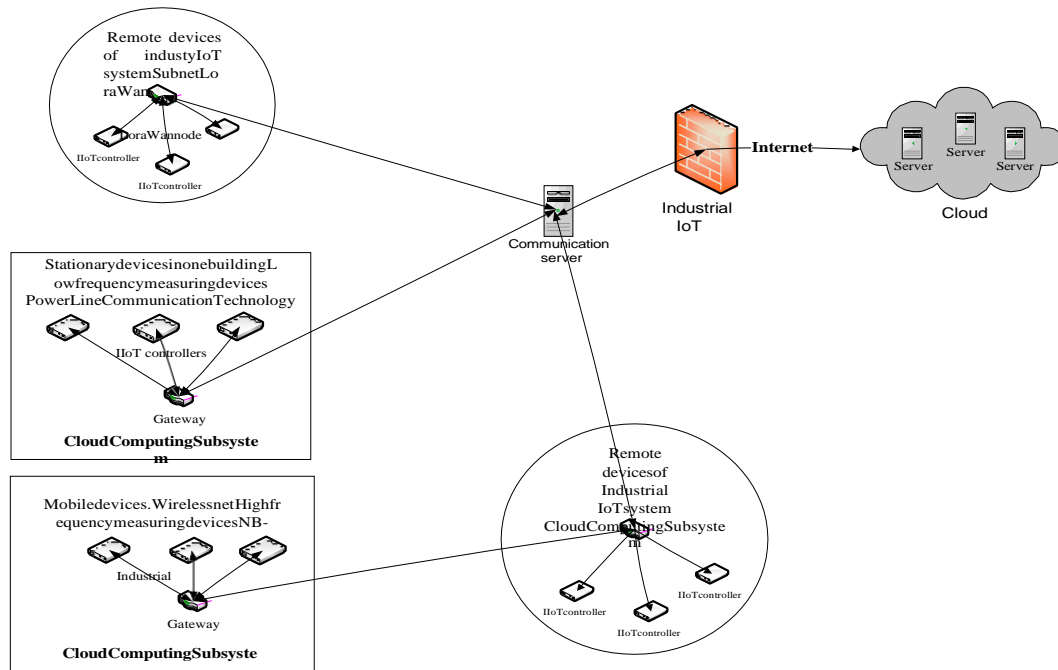 Remote devices
of industyIoT
systemSubnetLo
raWan
LoraWannode
IIoTcontroller
IIoTcontroller
Internet
Server
Server
Server
Cloud
Industrial
IoT
Communication
server
StationarydevicesinonebuildingL
owfrequencymeasuringdevices
PowerLineCommunicationTechnology
IIoT controllers
Gateway
CloudComputingSubsyste
m
Mobiledevices.WirelessnetHighfr
equencymeasuringdevicesNB-
Industrial
Gateway
CloudComputingSubsyste
Remote
devicesof
Industrial
IoTsystem
CloudComputingSubsyste
m
IIoTcontroller
IIoTcontroller
IIoTcontroller